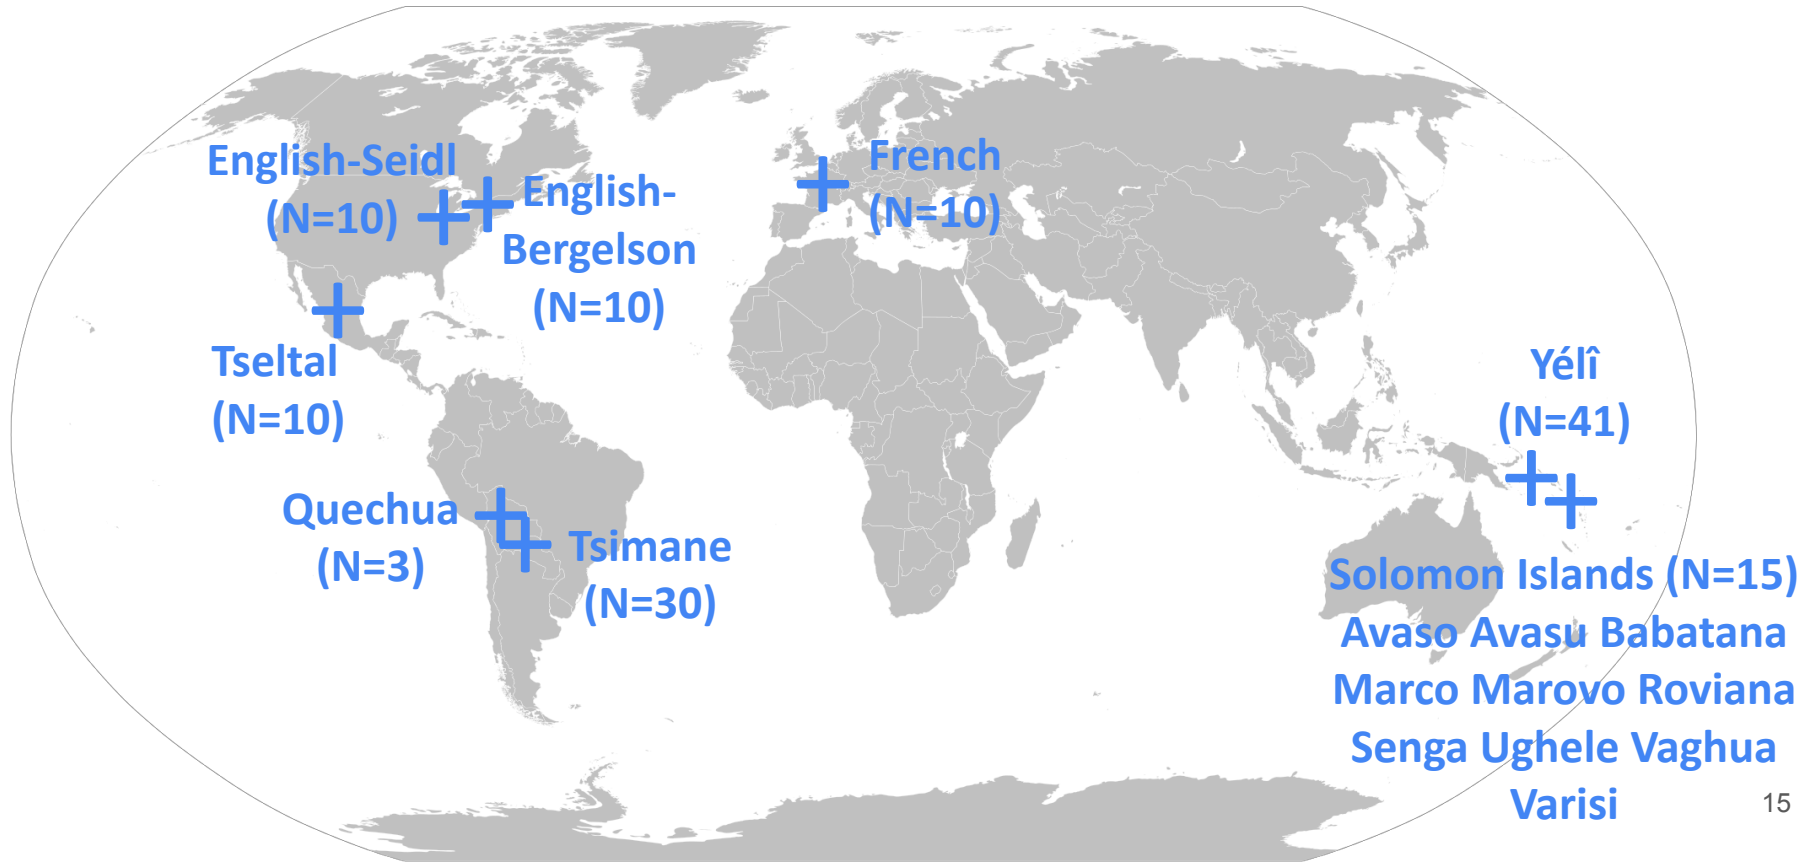 English-Seidl
(N=10)
English-
Bergelson
(N=10)
French
(N=10)
Tseltal
(N=10)
Yélî
(N=41)
Quechua
(N=3)
Tsimane
(N=30)
Solomon Islands (N=15)
Avaso Avasu Babatana
Marco Marovo Roviana
Senga Ughele Vaghua
Varisi
15